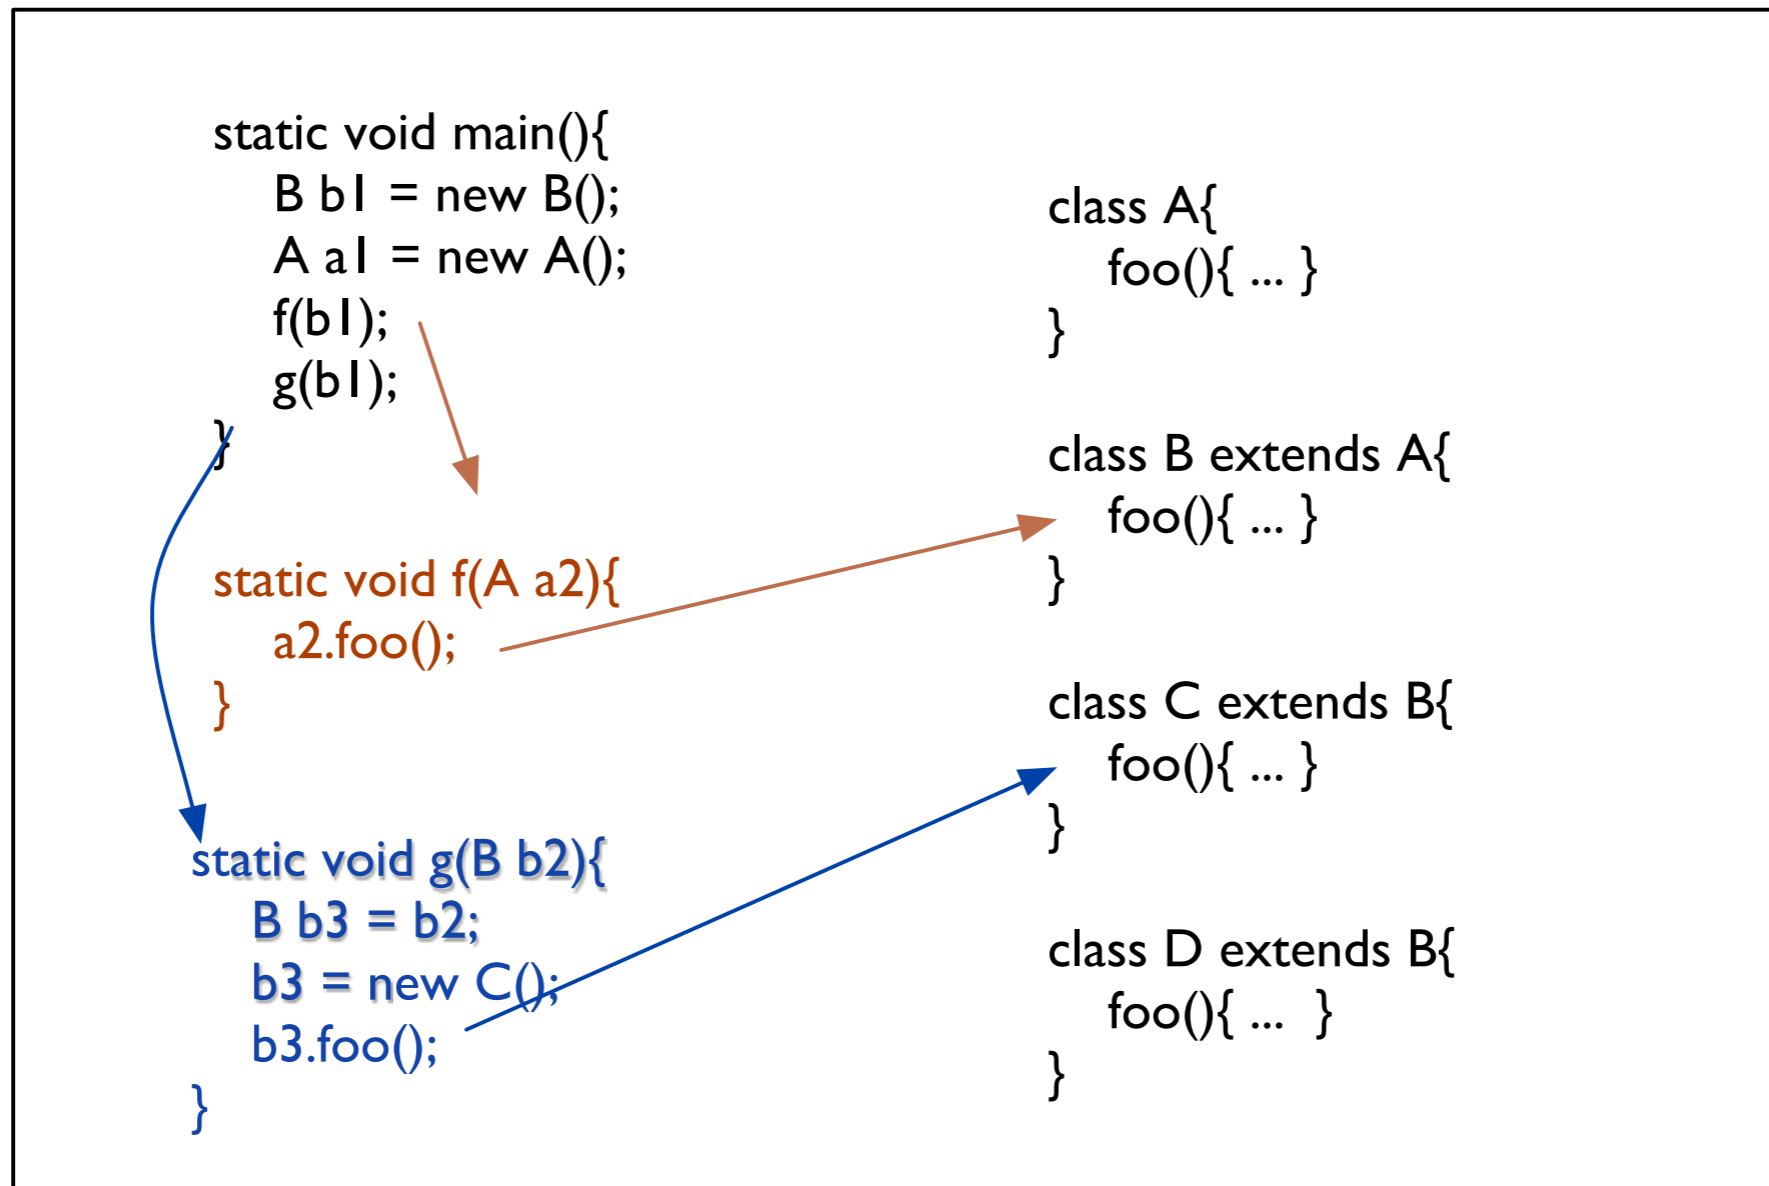 static void main(){
B b1 = new B();
A a1 = new A();
f(b1);
g(b1);
}
static void f(A a2){
a2.foo();
}
static void g(B b2){
B b3 = b2;
b3 = new C();
b3.foo();
}
class A{
foo(){ ... }
}
class B extends A{
foo(){ ... }
}
class C extends B{
foo(){ ... }
}
class D extends B{
foo(){ ... }
}